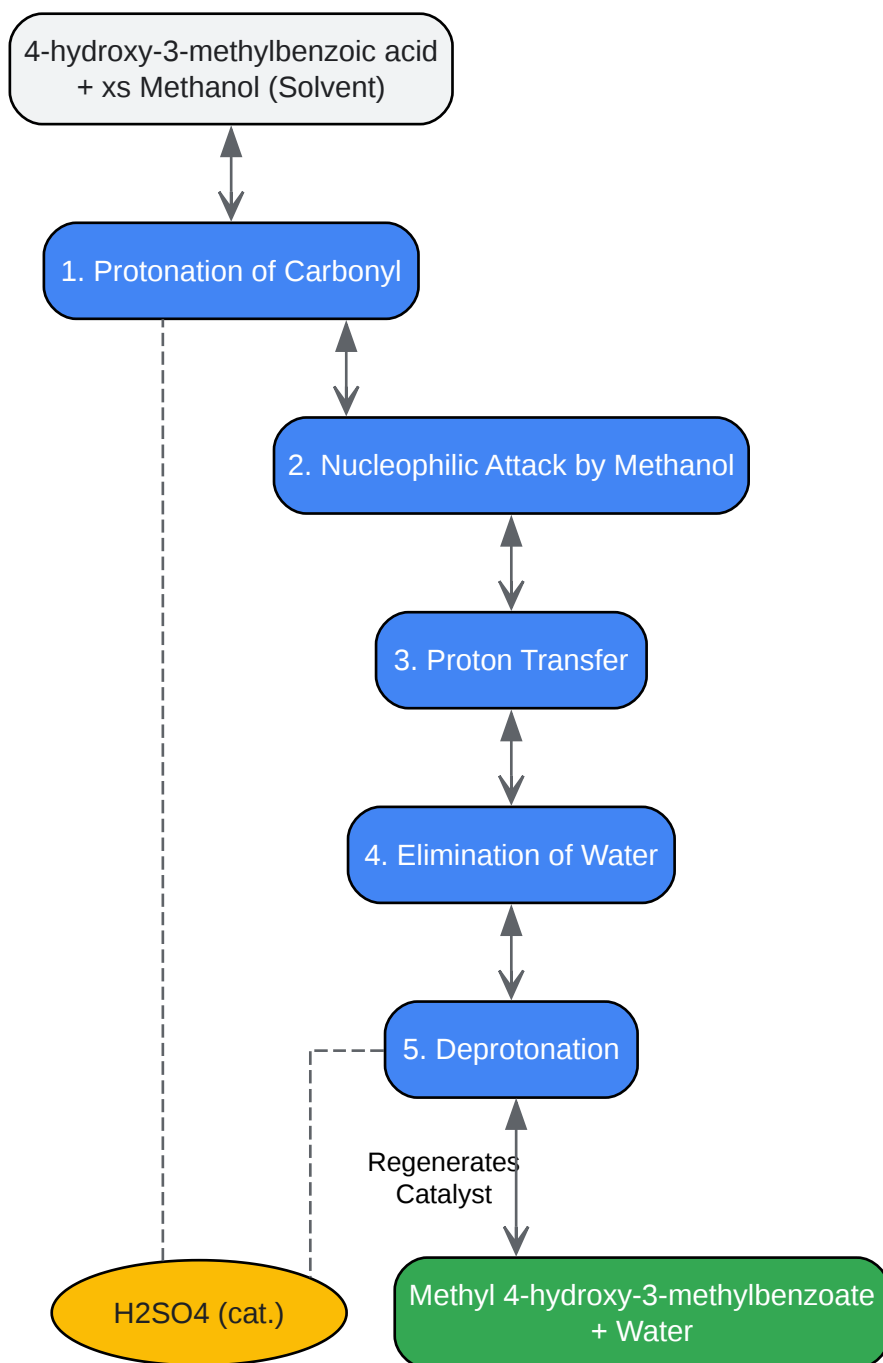 4-hydroxy-3-methylbenzoic acid
+ xs Methanol (Solvent)
1. Protonation of Carbonyl
2. Nucleophilic Attack by Methanol
3. Proton Transfer
4. Elimination of Water
5. Deprotonation
Regenerates
Catalyst
H2SO4 (cat.)
Methyl 4-hydroxy-3-methylbenzoate
+ Water